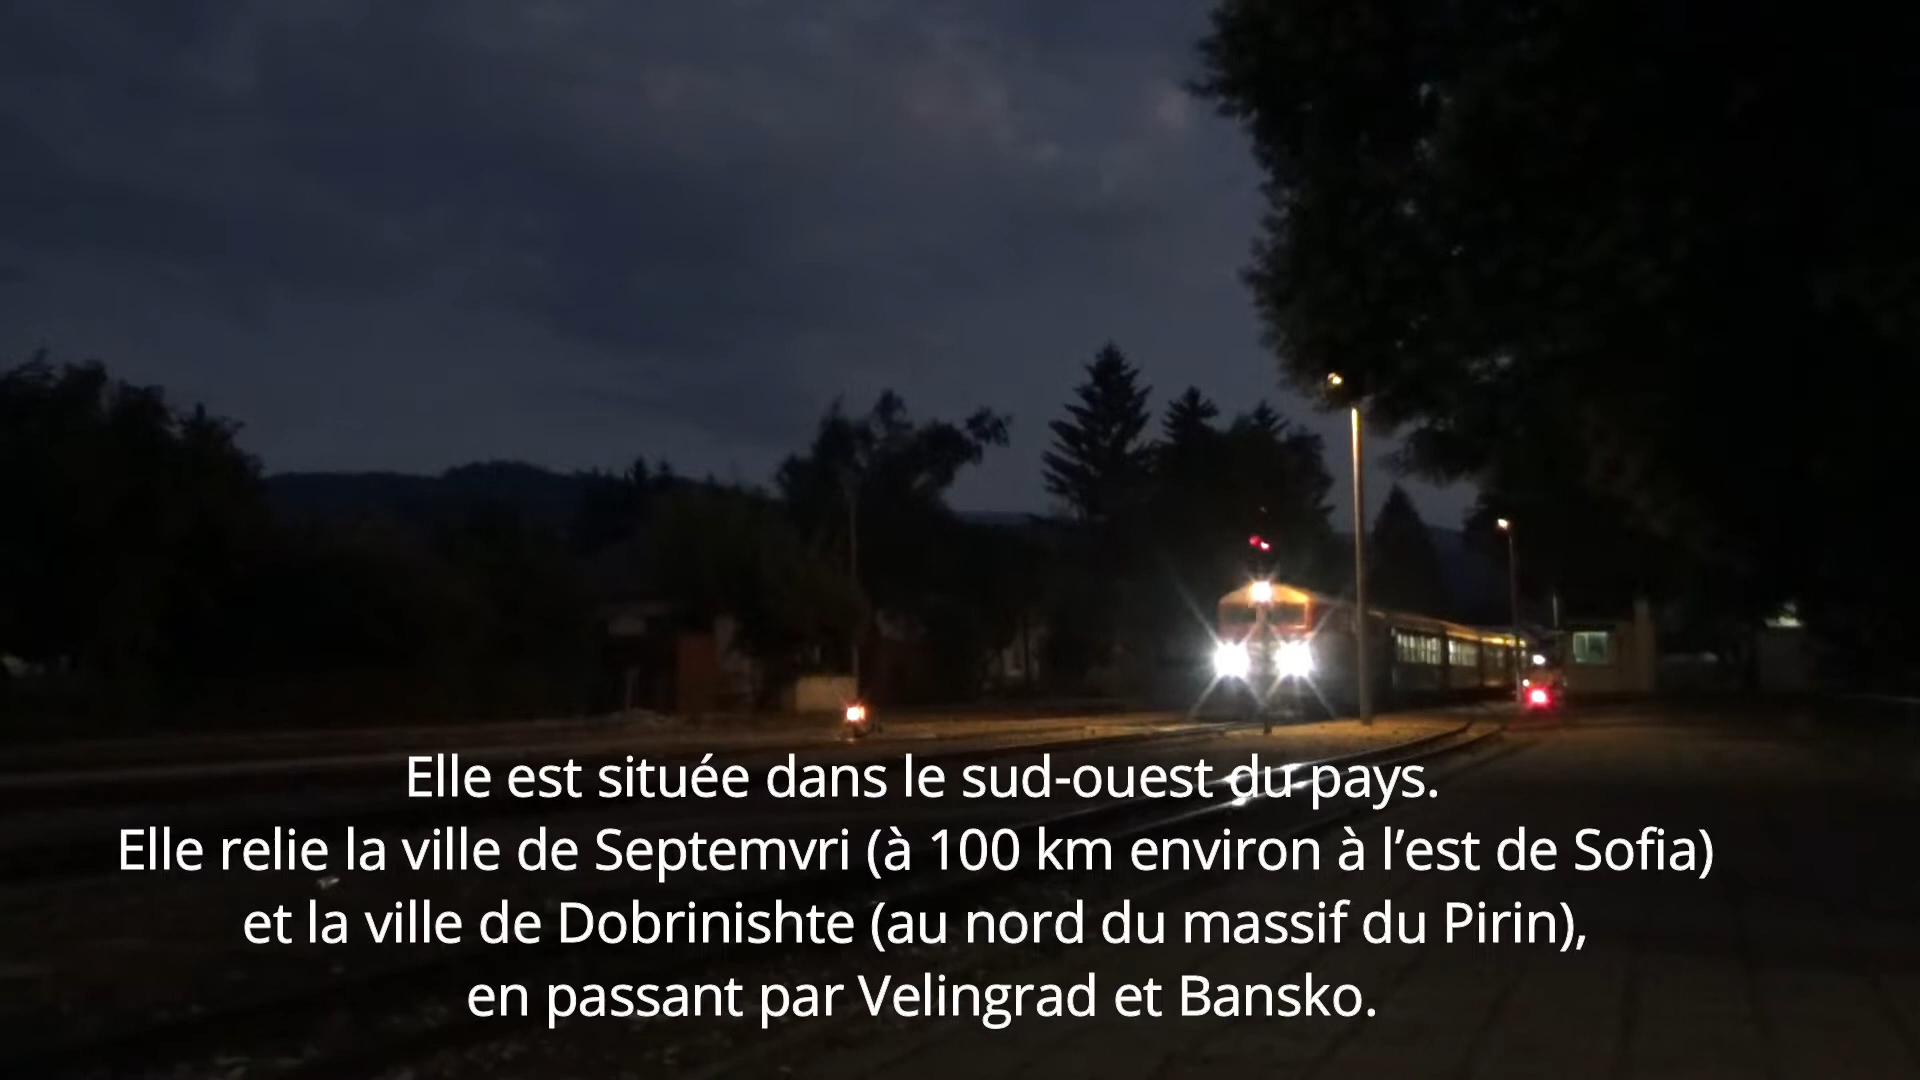 Elle est située dans le sud-ouest du pays.
Elle relie la ville de Septemvri (à 100 km environ à l’est de Sofia)
et la ville de Dobrinishte (au nord du massif du Pirin),
en passant par Velingrad et Bansko.